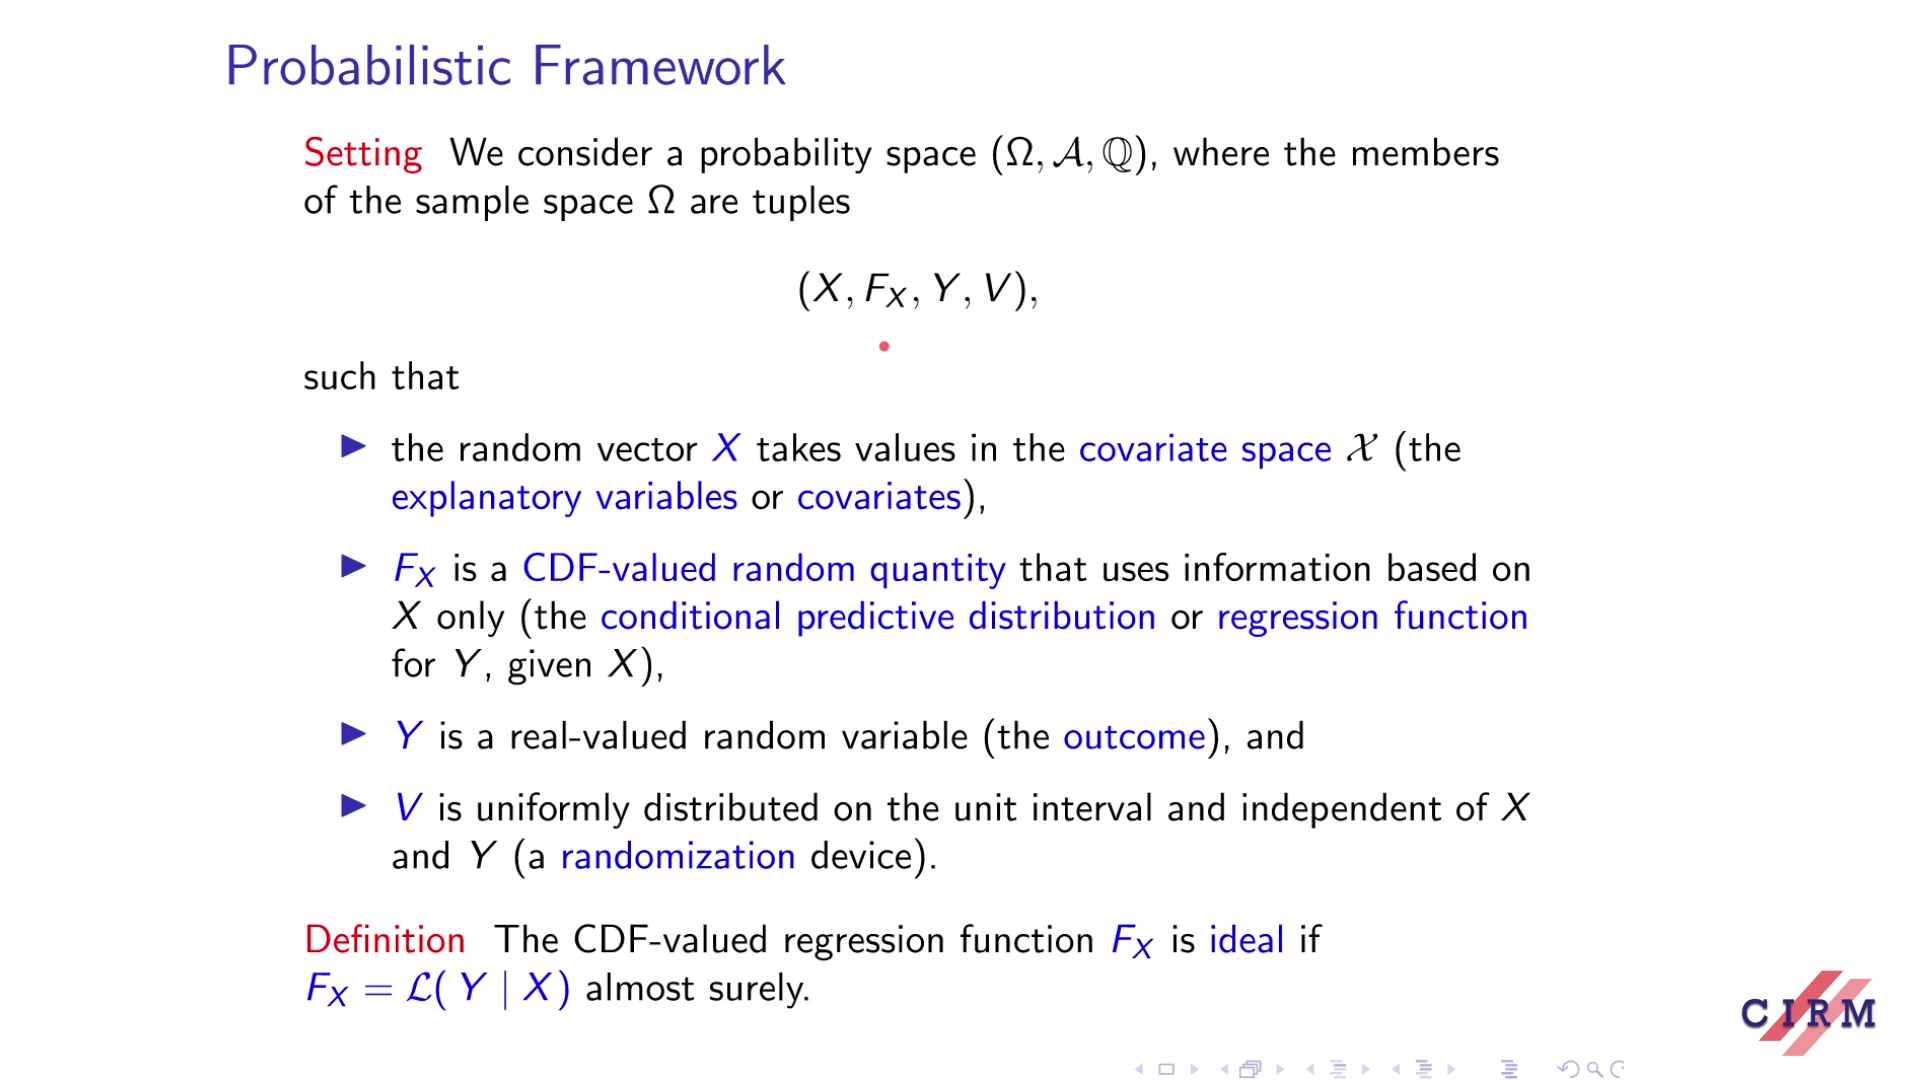 Probabilistic Framework
Setting We consider a probability space (Ω, 𝒜, ℚ), where the members
of the sample space Ω are tuples
(X, F_X, Y, V),
such that
▶ the random vector X takes values in the covariate space 𝒳 (the
explanatory variables or covariates),
▶ F_X is a CDF-valued random quantity that uses information based on
X only (the conditional predictive distribution or regression function
for Y, given X),
▶ Y is a real-valued random variable (the outcome), and
▶ V is uniformly distributed on the unit interval and independent of X
and Y (a randomization device).
Definition The CDF-valued regression function F_X is ideal if
F_X = ℒ( Y | X) almost surely.
CIRM